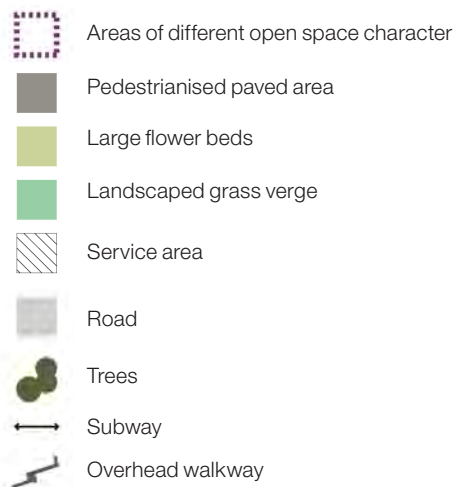 Areas of different open space character
Pedestrianised paved area
Large flower beds
Landscaped grass verge
Service area
Road
Trees
Subway
Overhead walkway